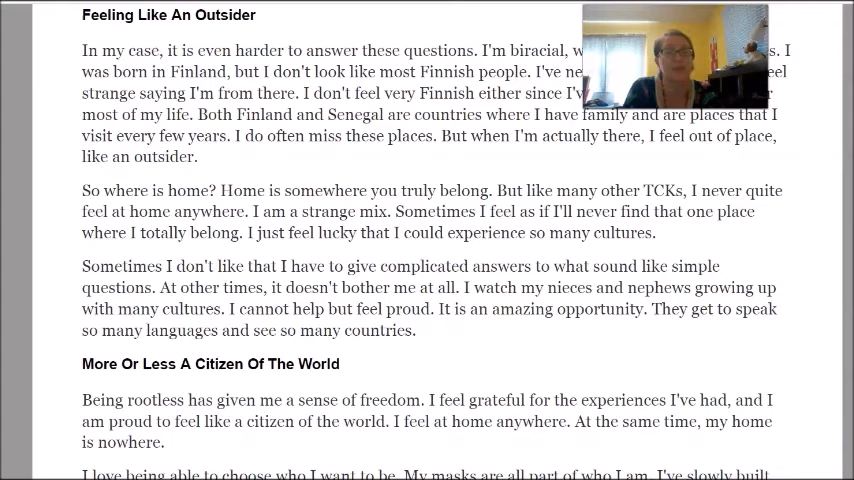 Feeling Like An Outsider
In my case, it is even harder to answer these questions. I'm biracial, s. I
was born in Finland, but I don't look like most Finnish people. I've
strange saying I'm from there. I don't feel very Finnish either since
most of my life. Both Finland and Senegal are countries where I have family and are places that I
visit every few years. I do often miss these places. But when I'm actually there, I feel out of place,
like an outsider.
So where is home? Home is somewhere you truly belong. But like many other TCKs, I never quite
feel at home anywhere. I am a strange mix. Sometimes I feel as if I'll never find that one place
where I totally belong. I just feel lucky that I could experience so many cultures.
Sometimes I don't like that I have to give complicated answers to what sound like simple
questions. At other times, it doesn't bother me at all. I watch my nieces and nephews growing up
with many cultures. I cannot help but feel proud. It is an amazing opportunity. They get to speak
so many languages and see so many countries.
More Or Less A Citizen Of The World
Being rootless has given me a sense of freedom. I feel grateful for the experiences I've had, and I
am proud to feel like a citizen of the world. I feel at home anywhere. At the same time, my home
is nowhere.
I love being able to choose who I want to be. My masks are all part of who I am. I've slowly built